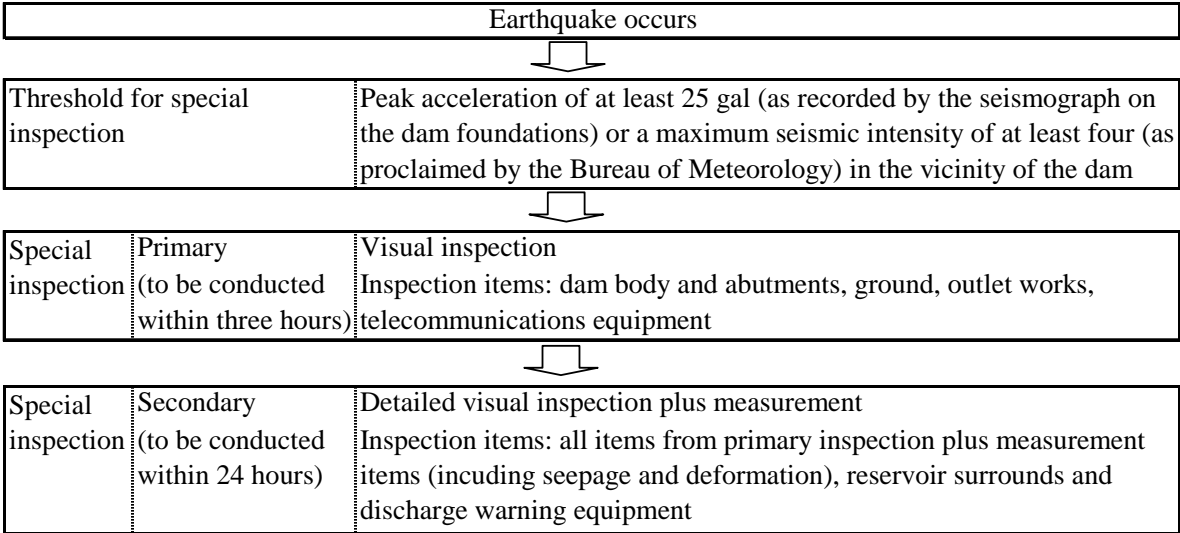 Earthquake occurs
Threshold for special
inspection
Peak acceleration of at least 25 gal (as recorded by the seismograph on
the dam foundations) or a maximum seismic intensity of at least four (as
proclaimed by the Bureau of Meteorology) in the vicinity of the dam
Special
inspection
Primary
(to be conducted
within three hours)
Visual inspection
Inspection items: dam body and abutments, ground, outlet works,
telecommunications equipment
Special
inspection
Secondary
(to be conducted
within 24 hours)
Detailed visual inspection plus measurement
Inspection items: all items from primary inspection plus measurement
items (incuding seepage and deformation), reservoir surrounds and
discharge warning equipment